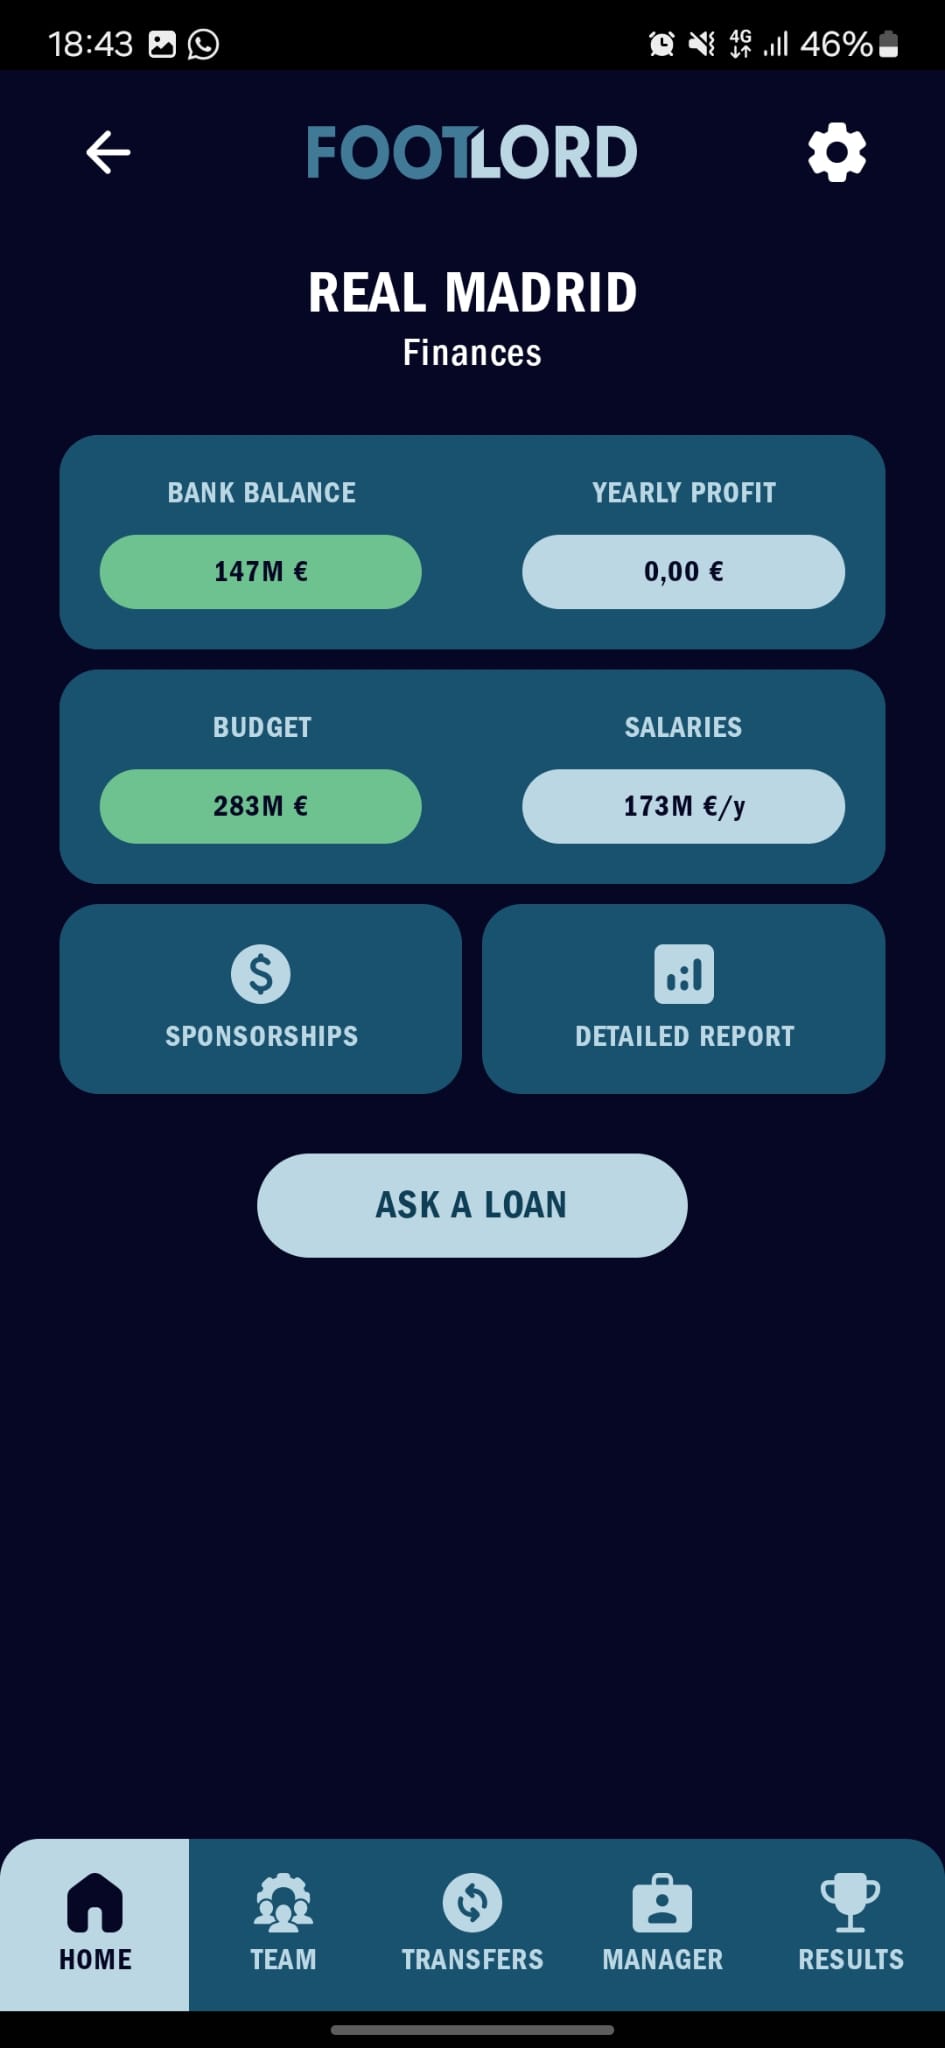 18:43 4G 46%
FOOTLORD
REAL MADRID
Finances
BANK BALANCE YEARLY PROFIT
147M € 0,00 €
BUDGET SALARIES
283M € 173M €/y
$
SPONSORSHIPS DETAILED REPORT
ASK A LOAN
HOME TEAM TRANSFERS MANAGER RESULTS